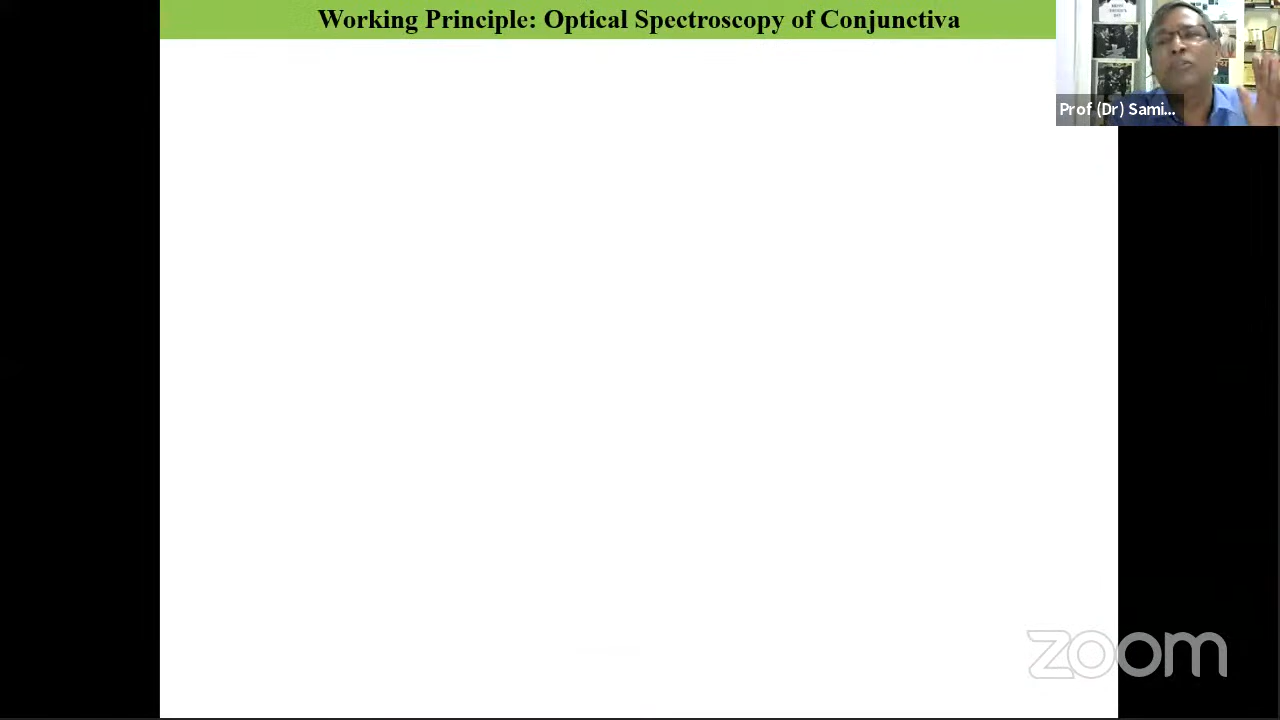 Working Principle: Optical Spectroscopy of Conjunctiva
Prof (Dr) Sami...
zoom